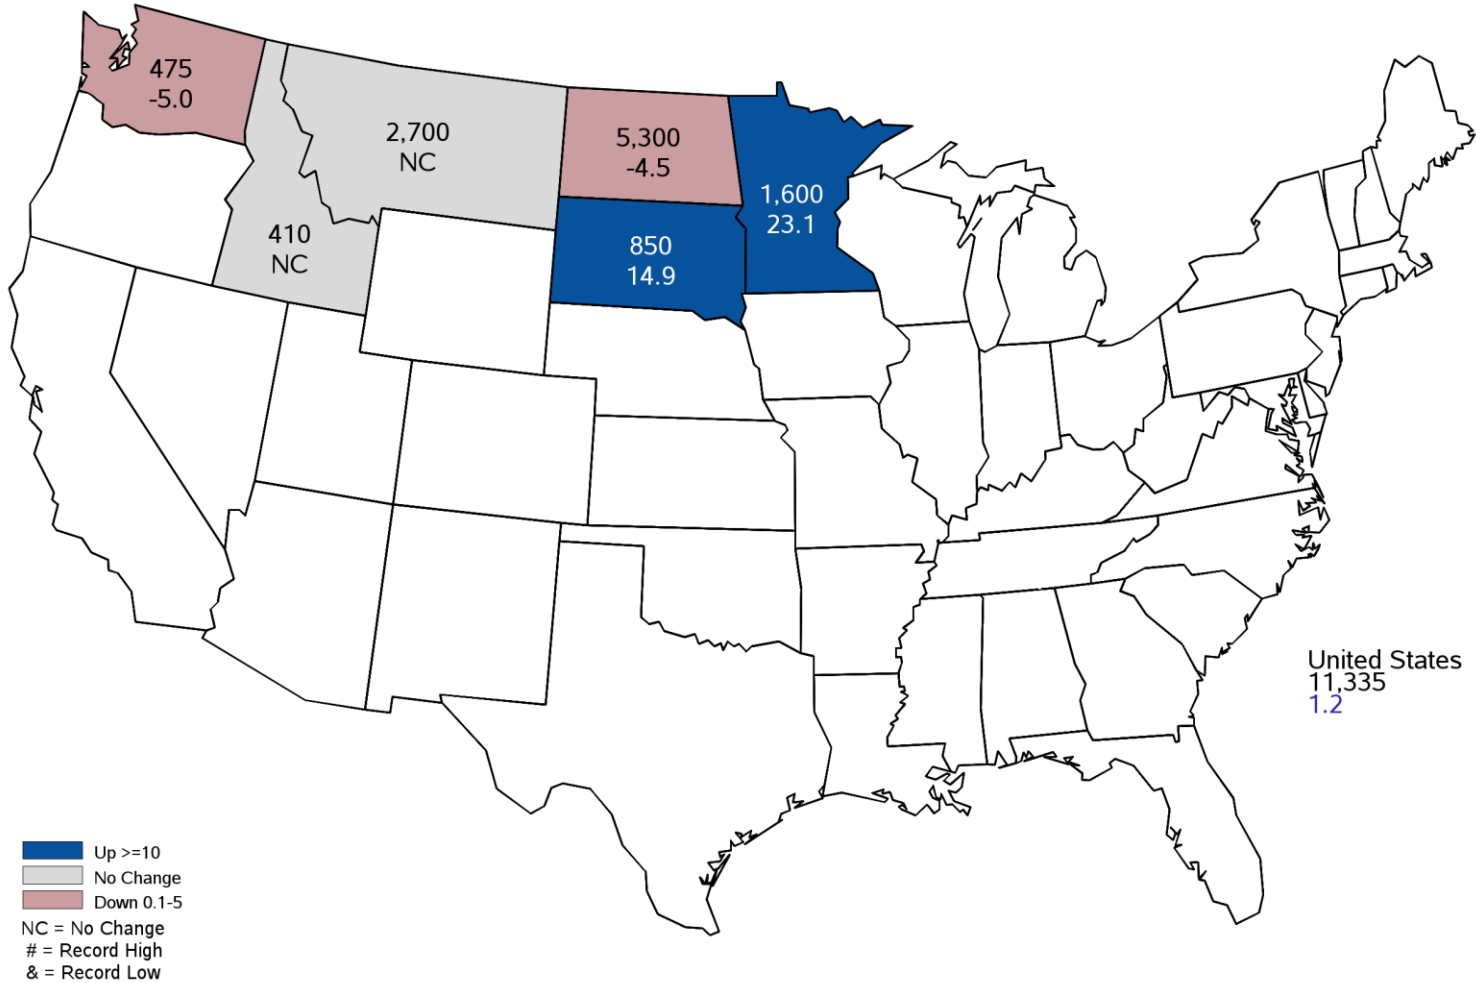 475
-5.0
2,700
NC
5,300
-4.5
1,600
23.1
410
NC
850
14.9
United States
11,335
1.2
Up >=10
No Change
Down 0.1-5
NC = No Change
# = Record High
& = Record Low